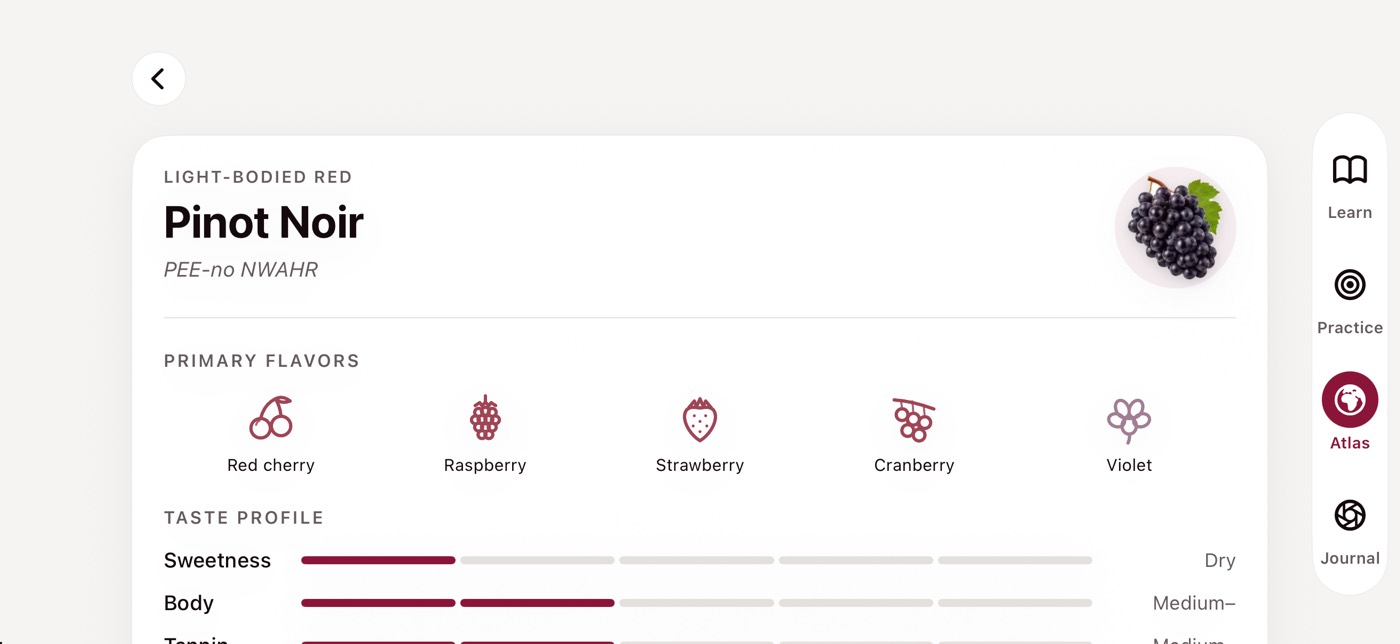 LIGHT-BODIED RED
Pinot Noir
PEE-no NWAHR
PRIMARY FLAVORS
Red cherry
Raspberry
Strawberry
Cranberry
Violet
TASTE PROFILE
Sweetness Dry
Body Medium–
Learn
Practice
Atlas
Journal